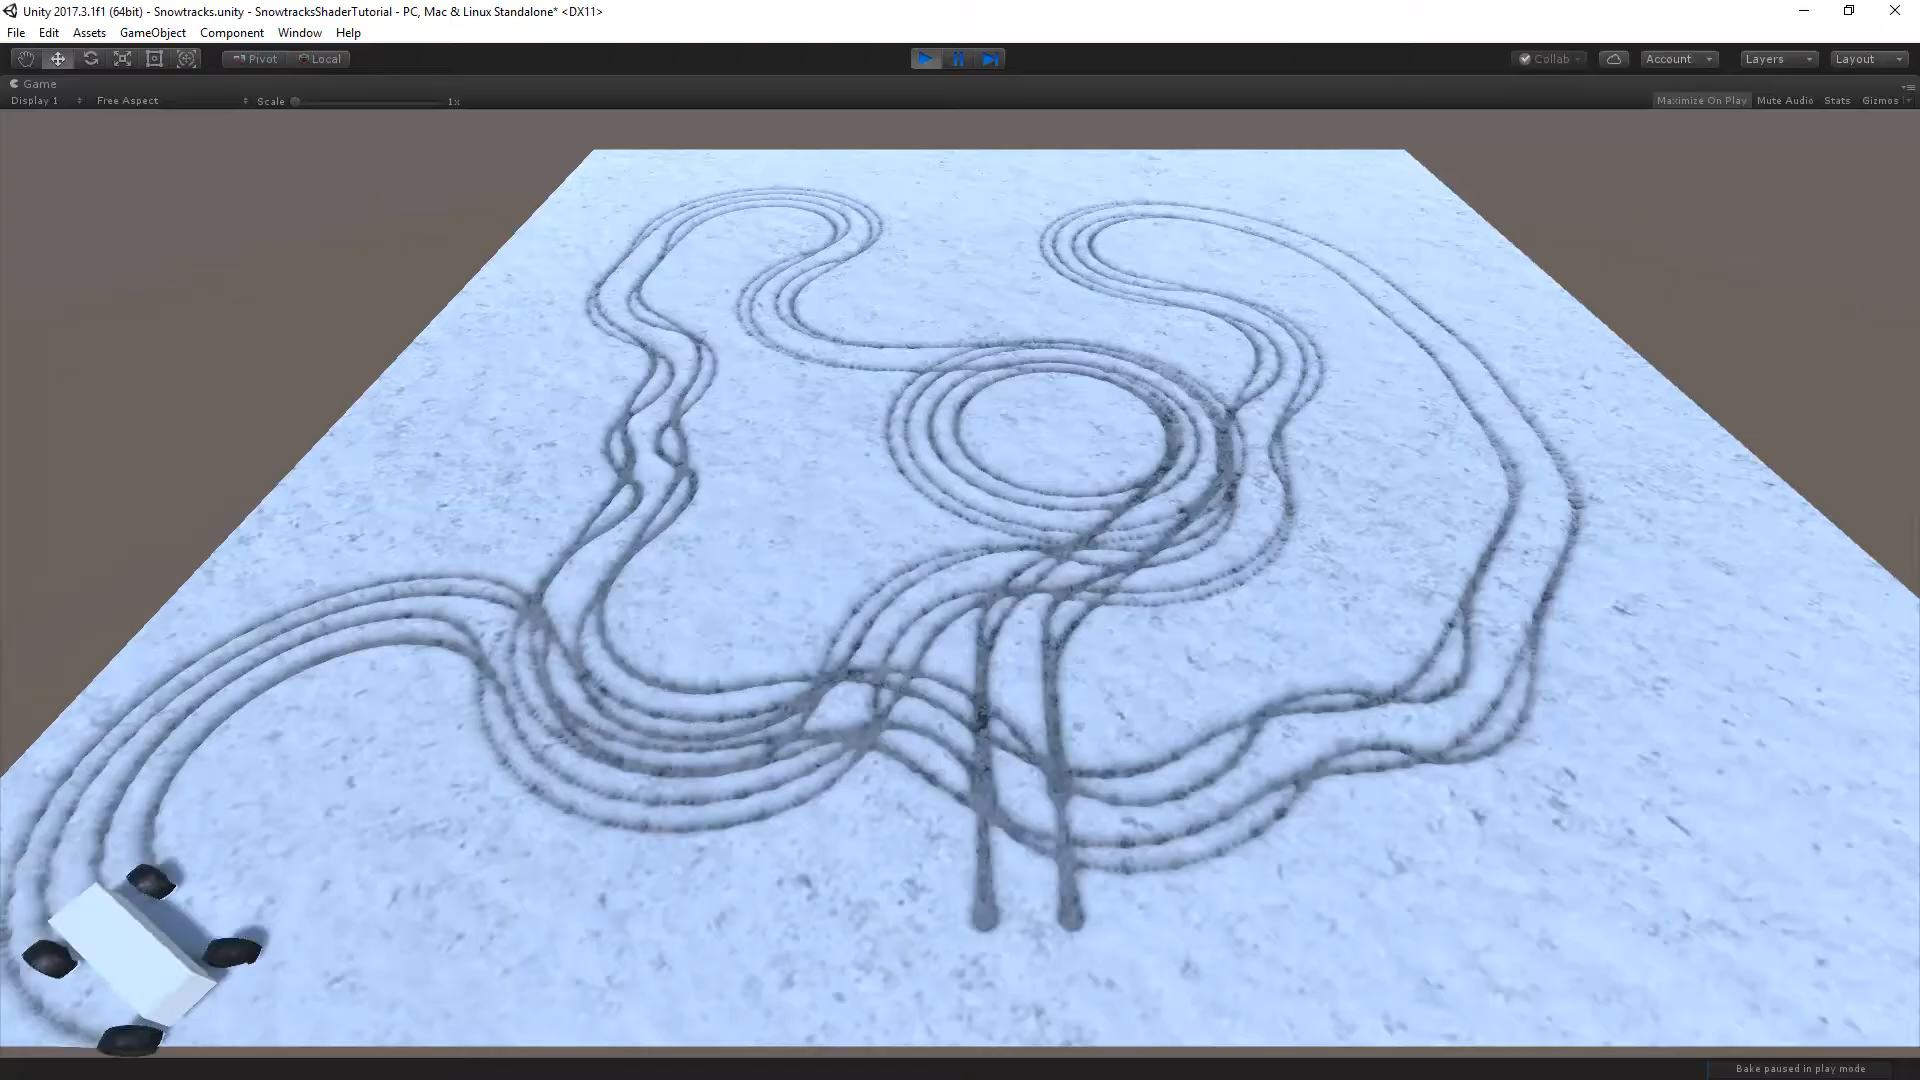 Unity 2017.3.1f1 (64bit) - Snowtracks.unity - SnowtracksShaderTutorial - PC, Mac & Linux Standalone* <DX11>
File Edit Assets GameObject Component Window Help
Pivot Local Collab Account Layers Layout
Game
Display 1 Free Aspect Scale 1x Maximize On Play Mute Audio Stats Gizmos
Bake paused in play mode